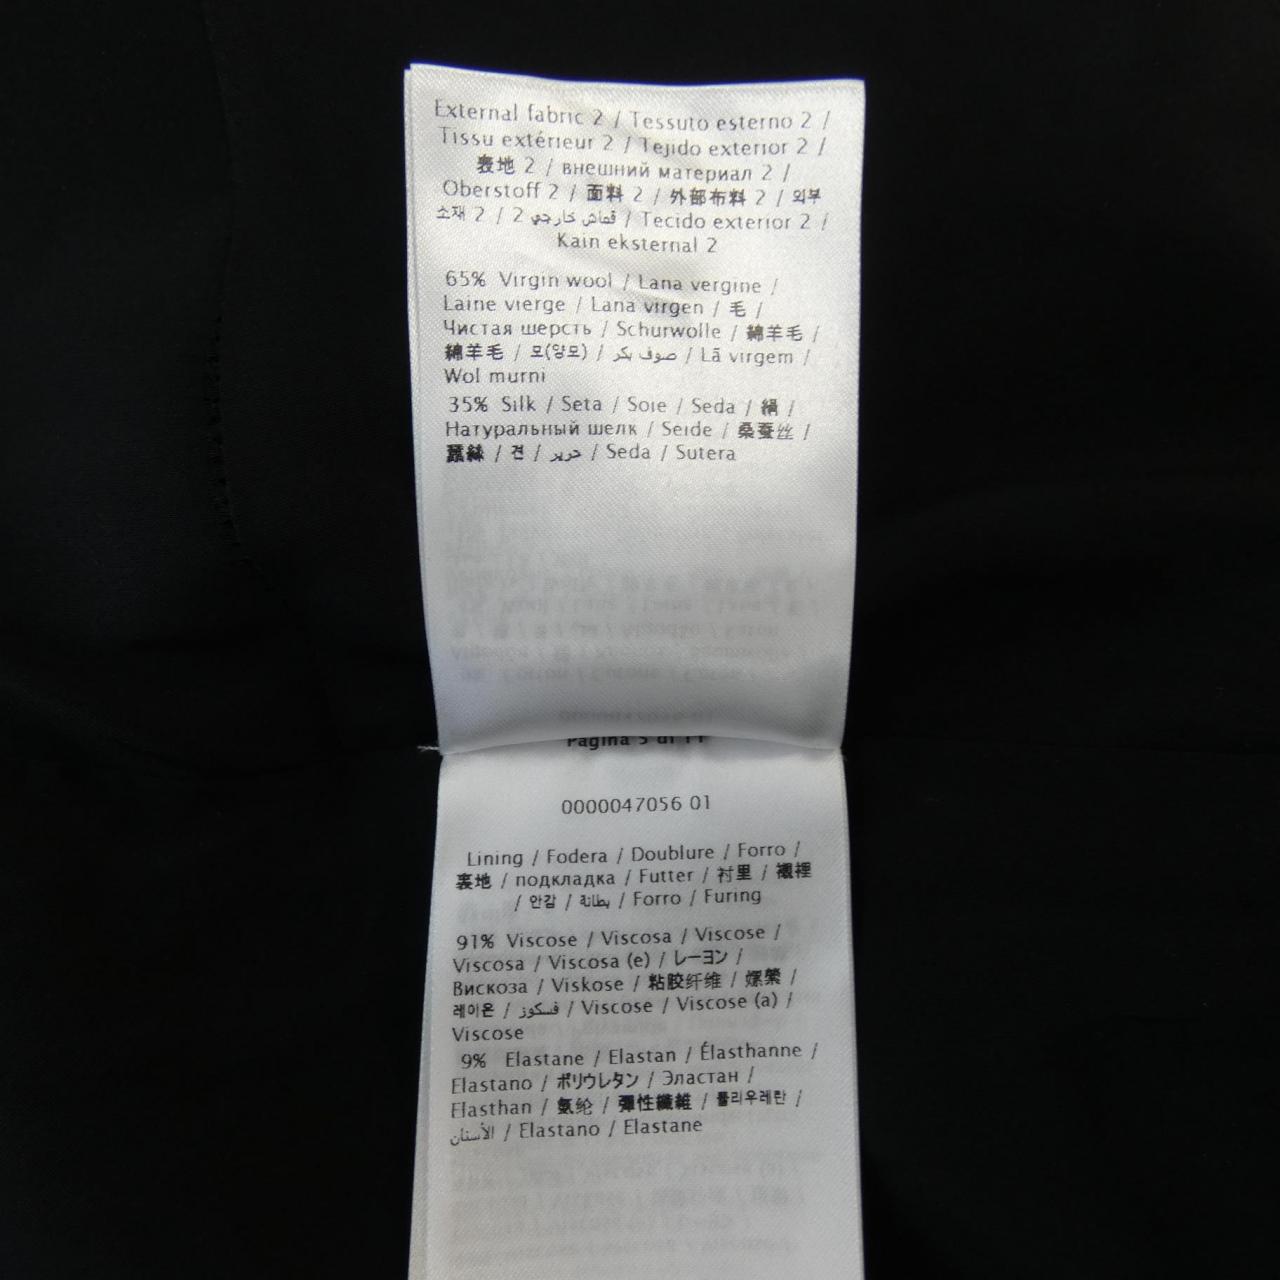 External fabric 2 / Tessuto esterno 2 /
Tissu extérieur 2 / Tejido exterior 2 /
表地 2 / внешний материал 2 /
Oberstoff 2 / 面料 2 / 外部布料 2 / 외부
소재 2 / 2 قماش خارجي / Tecido exterior 2 /
Kain eksternal 2
65% Virgin wool / Lana vergine /
Laine vierge / Lana virgen / 毛 /
Чистая шерсть / Schurwolle / 綿羊毛 /
綿羊毛 / 모(양모) / صوف بكر / Lã virgem /
Wol murni
35% Silk / Seta / Soie / Seda / 絹 /
Натуральный шелк / Seide / 桑蚕丝 /
蠶絲 / 견 / حرير / Seda / Sutera
Pagina 5 di 11
0000047056 01
Lining / Fodera / Doublure / Forro /
裏地 / подкладка / Futter / 衬里 / 襯裡
/ 안감 / بطانة / Forro / Furing
91% Viscose / Viscosa / Viscose /
Viscosa / Viscosa (e) / レーヨン /
Вискоза / Viskose / 粘胶纤维 / 嫘縈 /
레이온 / فسكوز / Viscose / Viscose (a) /
Viscose
9% Elastane / Elastan / Élasthanne /
Elastano / ポリウレタン / Эластан /
Elasthan / 氨纶 / 彈性纖維 / 폴리우레탄 /
الأستان / Elastano / Elastane